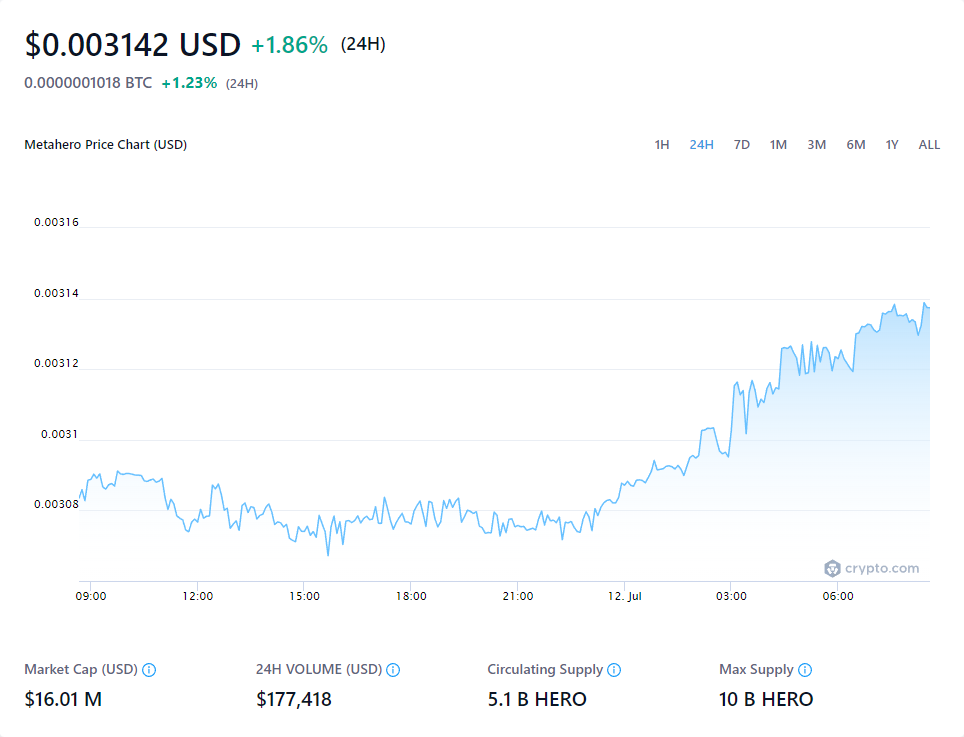 $0.003142 USD +1.86% (24H)
0.0000001018 BTC +1.23% (24H)
Metahero Price Chart (USD) 1H 24H 7D 1M 3M 6M 1Y ALL
0.00316
0.00314
0.00312
0.0031
0.00308
crypto.com
09:00 12:00 15:00 18:00 21:00 12. Jul 03:00 06:00
Market Cap (USD) 24H VOLUME (USD) Circulating Supply Max Supply
$16.01 M $177,418 5.1 B HERO 10 B HERO